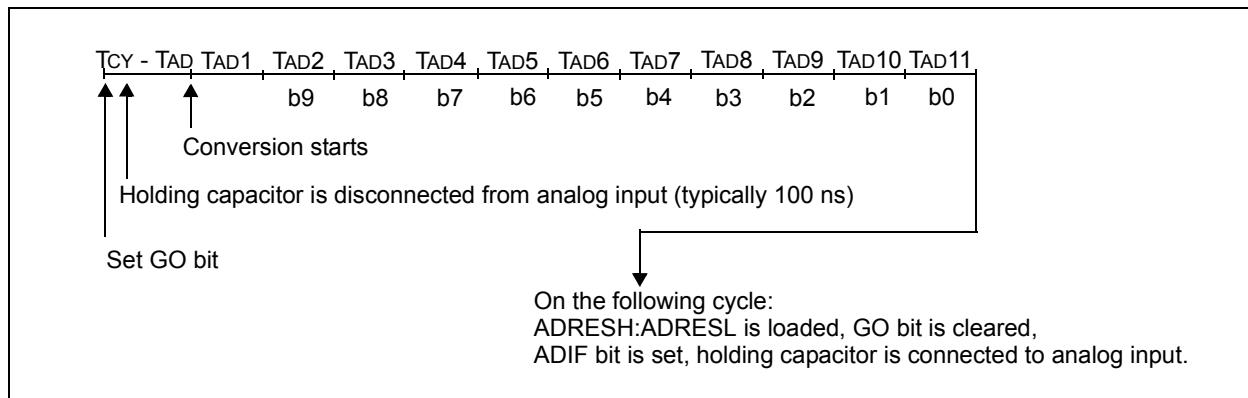 TCY - TAD TAD1 TAD2 TAD3 TAD4 TAD5 TAD6 TAD7 TAD8 TAD9 TAD10 TAD11
b9 b8 b7 b6 b5 b4 b3 b2 b1 b0
Conversion starts
Holding capacitor is disconnected from analog input (typically 100 ns)
Set GO bit
On the following cycle:
ADRESH:ADRESL is loaded, GO bit is cleared,
ADIF bit is set, holding capacitor is connected to analog input.